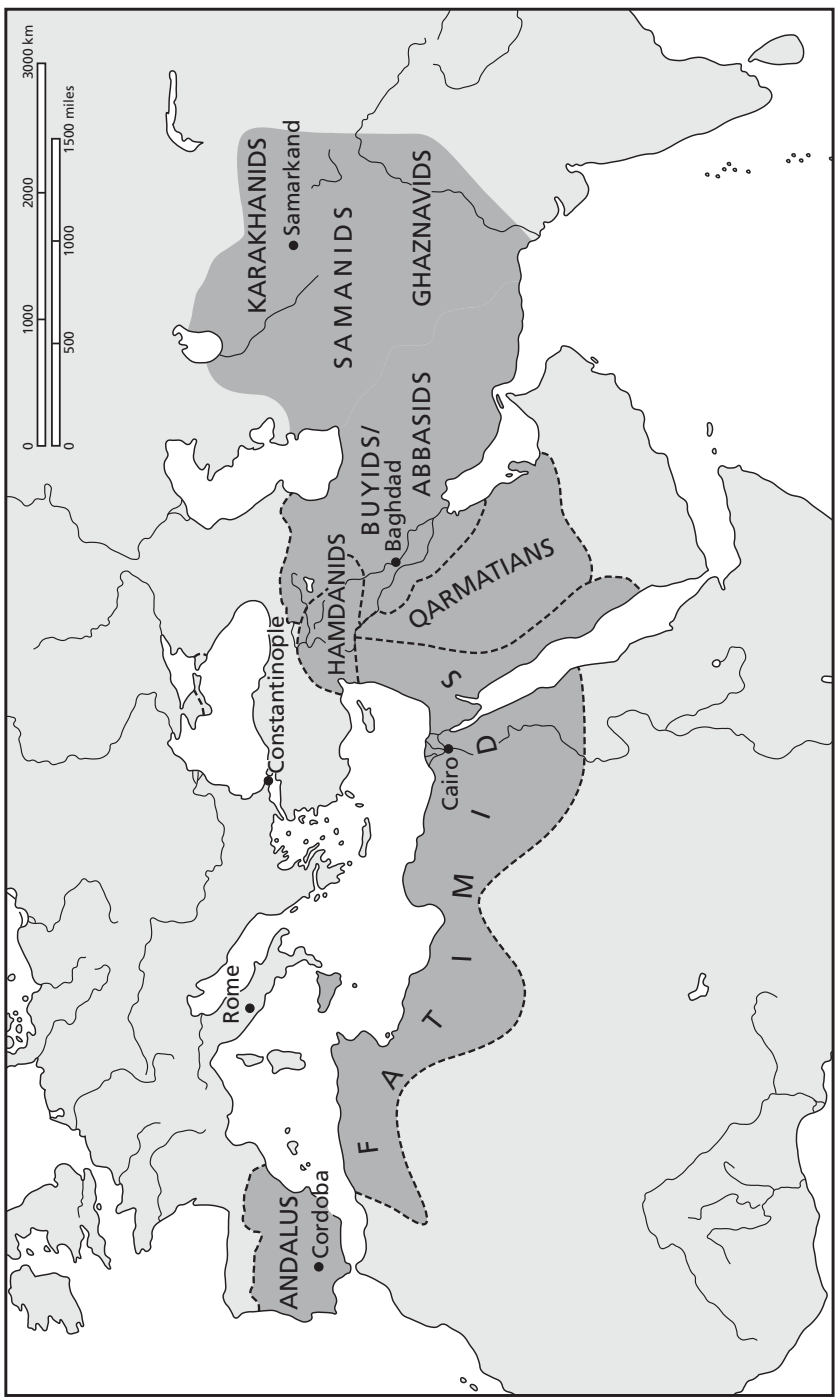 0 1000 2000 3000 km
0 500 1000 1500 miles
KARAKHANIDS
Samarkand
SAMANIDS
GHAZNAVIDS
BUYIDS/
ABBASIDS
Baghdad
HAMDANIDS
QARMATIANS
Constantinople
Rome
Cairo
FATIMIDS
ANDALUS
Cordoba